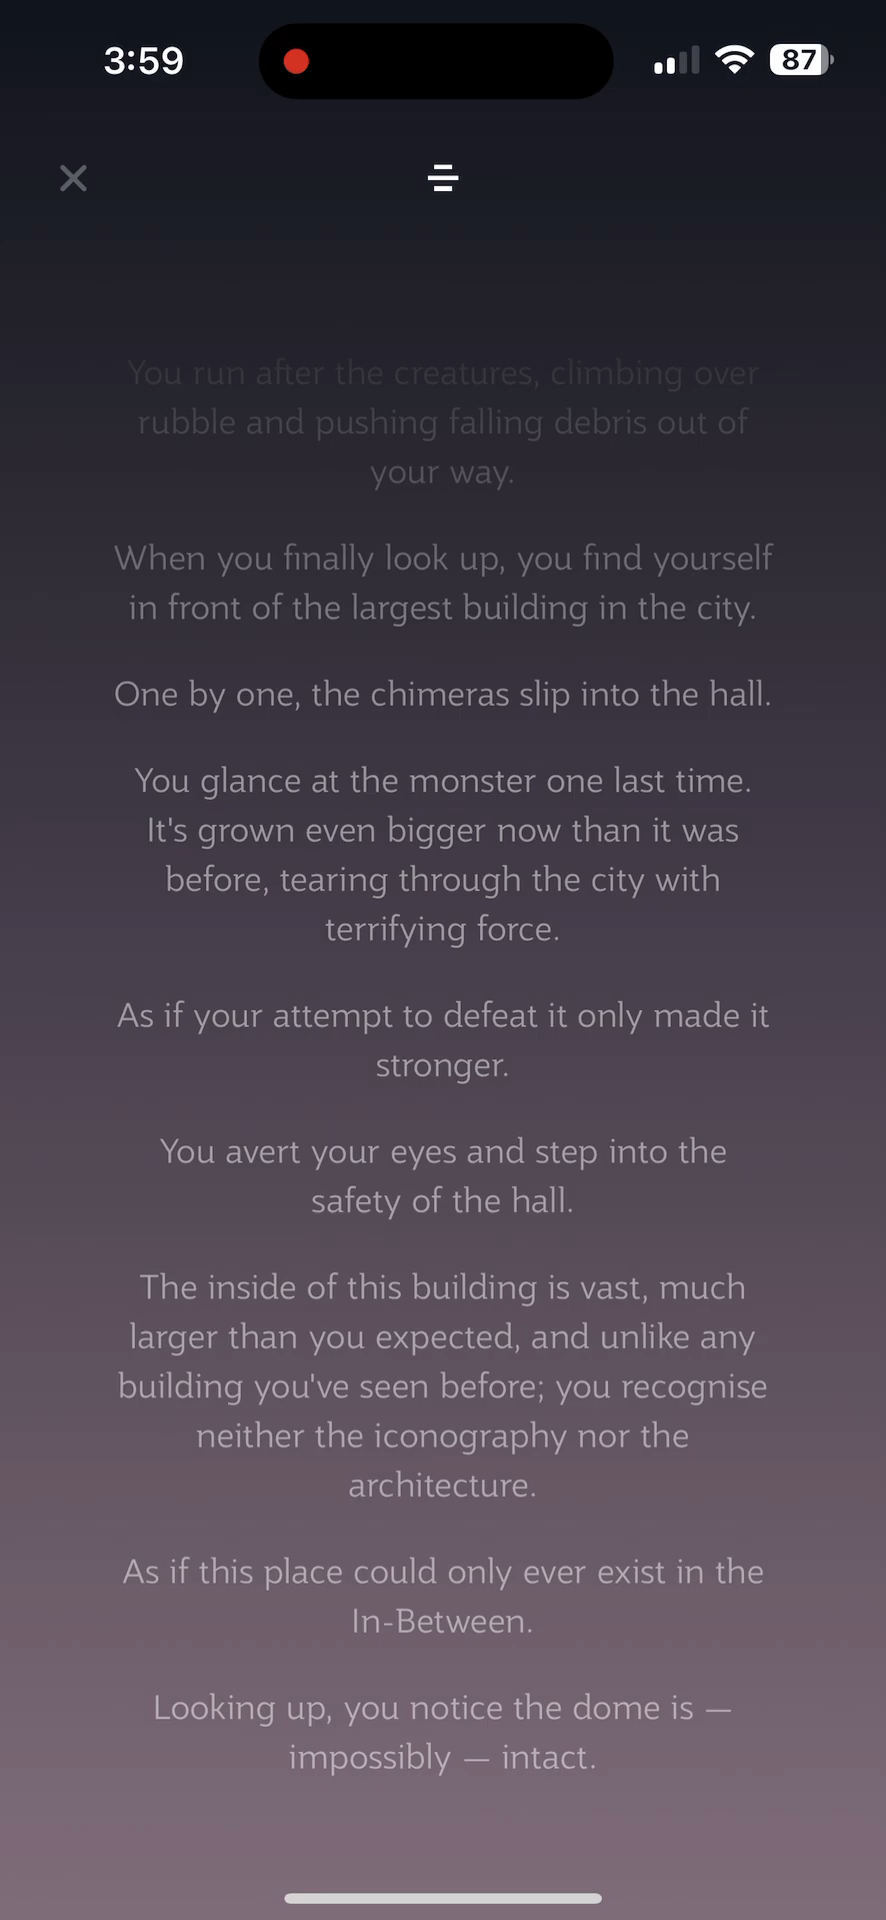 3:59
87
You run after the creatures, climbing over
rubble and pushing falling debris out of
your way.
When you finally look up, you find yourself
in front of the largest building in the city.
One by one, the chimeras slip into the hall.
You glance at the monster one last time.
It's grown even bigger now than it was
before, tearing through the city with
terrifying force.
As if your attempt to defeat it only made it
stronger.
You avert your eyes and step into the
safety of the hall.
The inside of this building is vast, much
larger than you expected, and unlike any
building you've seen before; you recognise
neither the iconography nor the
architecture.
As if this place could only ever exist in the
In-Between.
Looking up, you notice the dome is —
impossibly — intact.